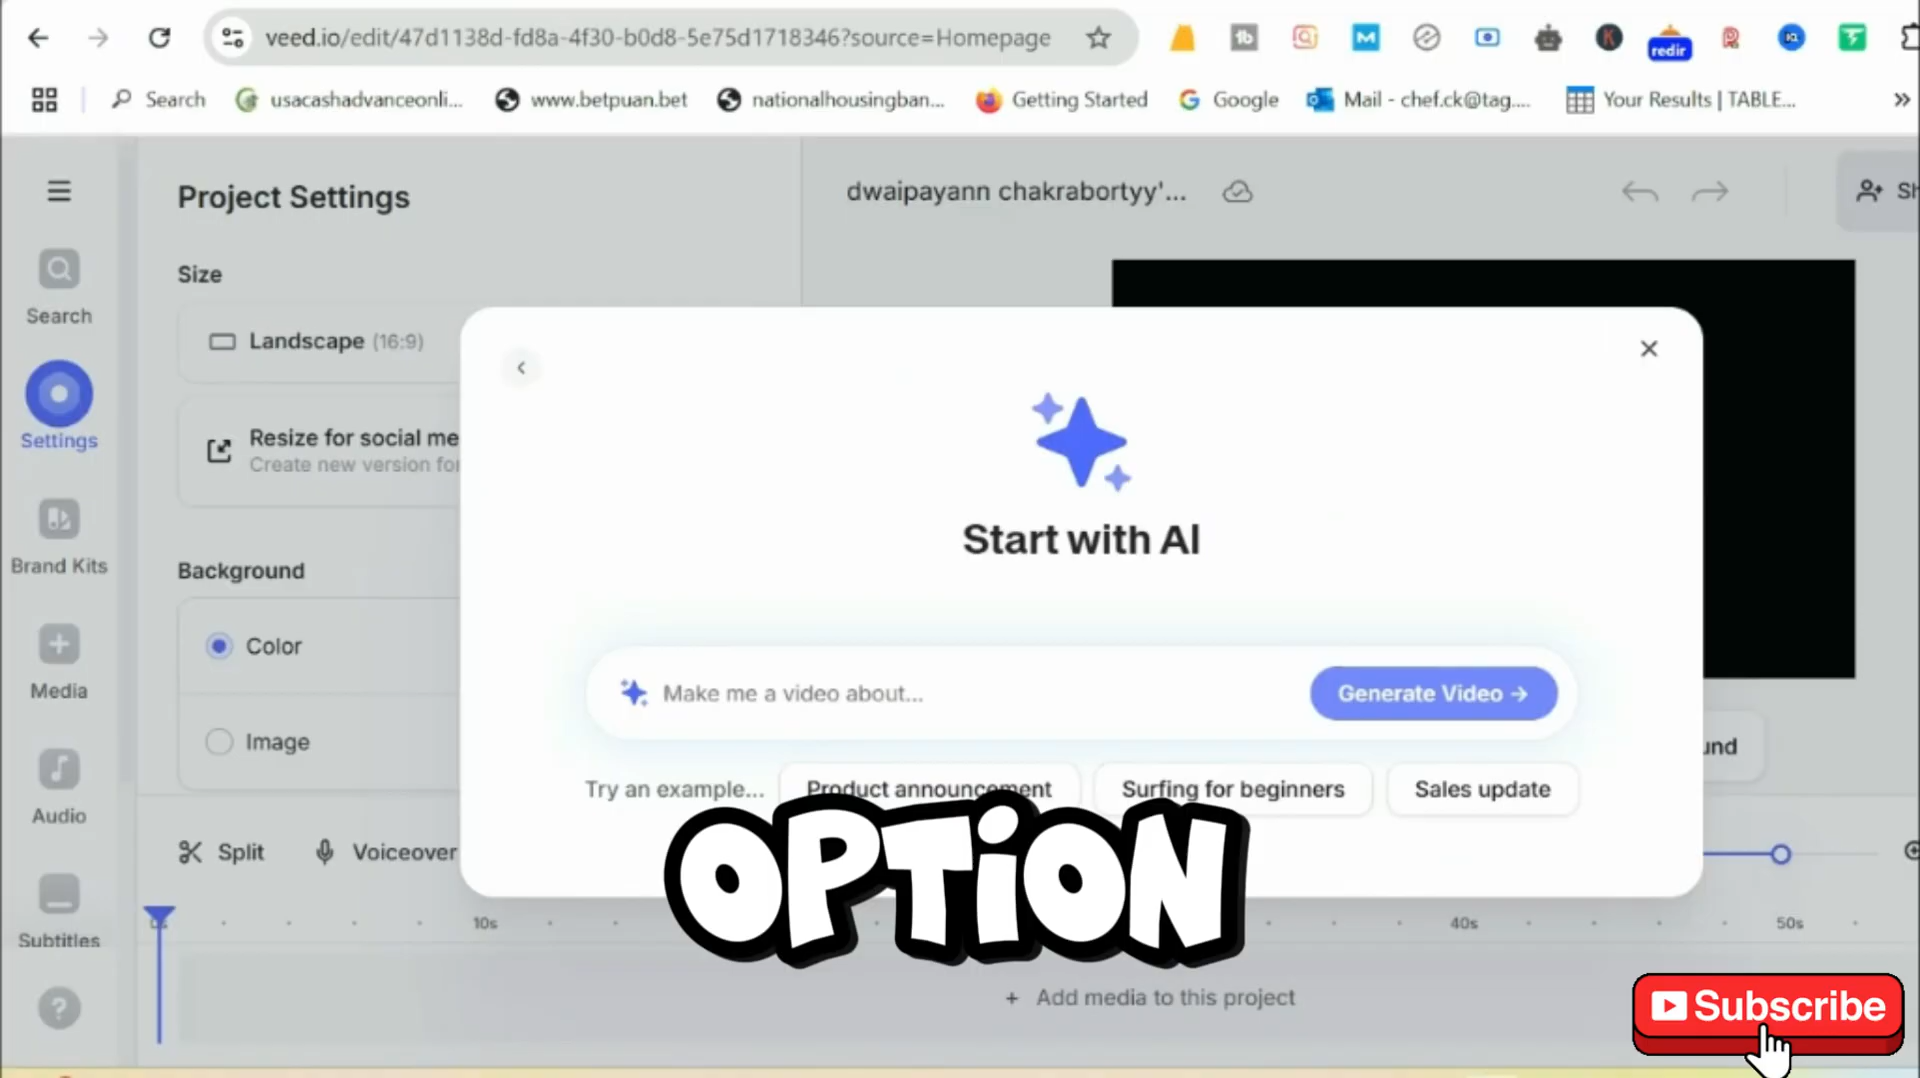 veed.io/edit/47d1138d-fd8a-4f30-b0d8-5e75d1718346?source=Homepage
redir
Search usacashadvanceonli... www.betpuan.bet nationalhousingban... Getting Started Google Mail - chef.ck@tag.... Your Results | TABLE... »
Project Settings
dwaipayann chakrabortyy'...
Sh
Search
Settings
Brand Kits
Media
Audio
Subtitles
?
Size
Landscape (16:9)
Resize for social me
Create new version for
Background
Color
Image
Start with AI
Make me a video about...
Generate Video →
Try an example... Product announcement Surfing for beginners Sales update
und
Split Voiceover
OPTiON
10s 40s 50s
+ Add media to this project
Subscribe